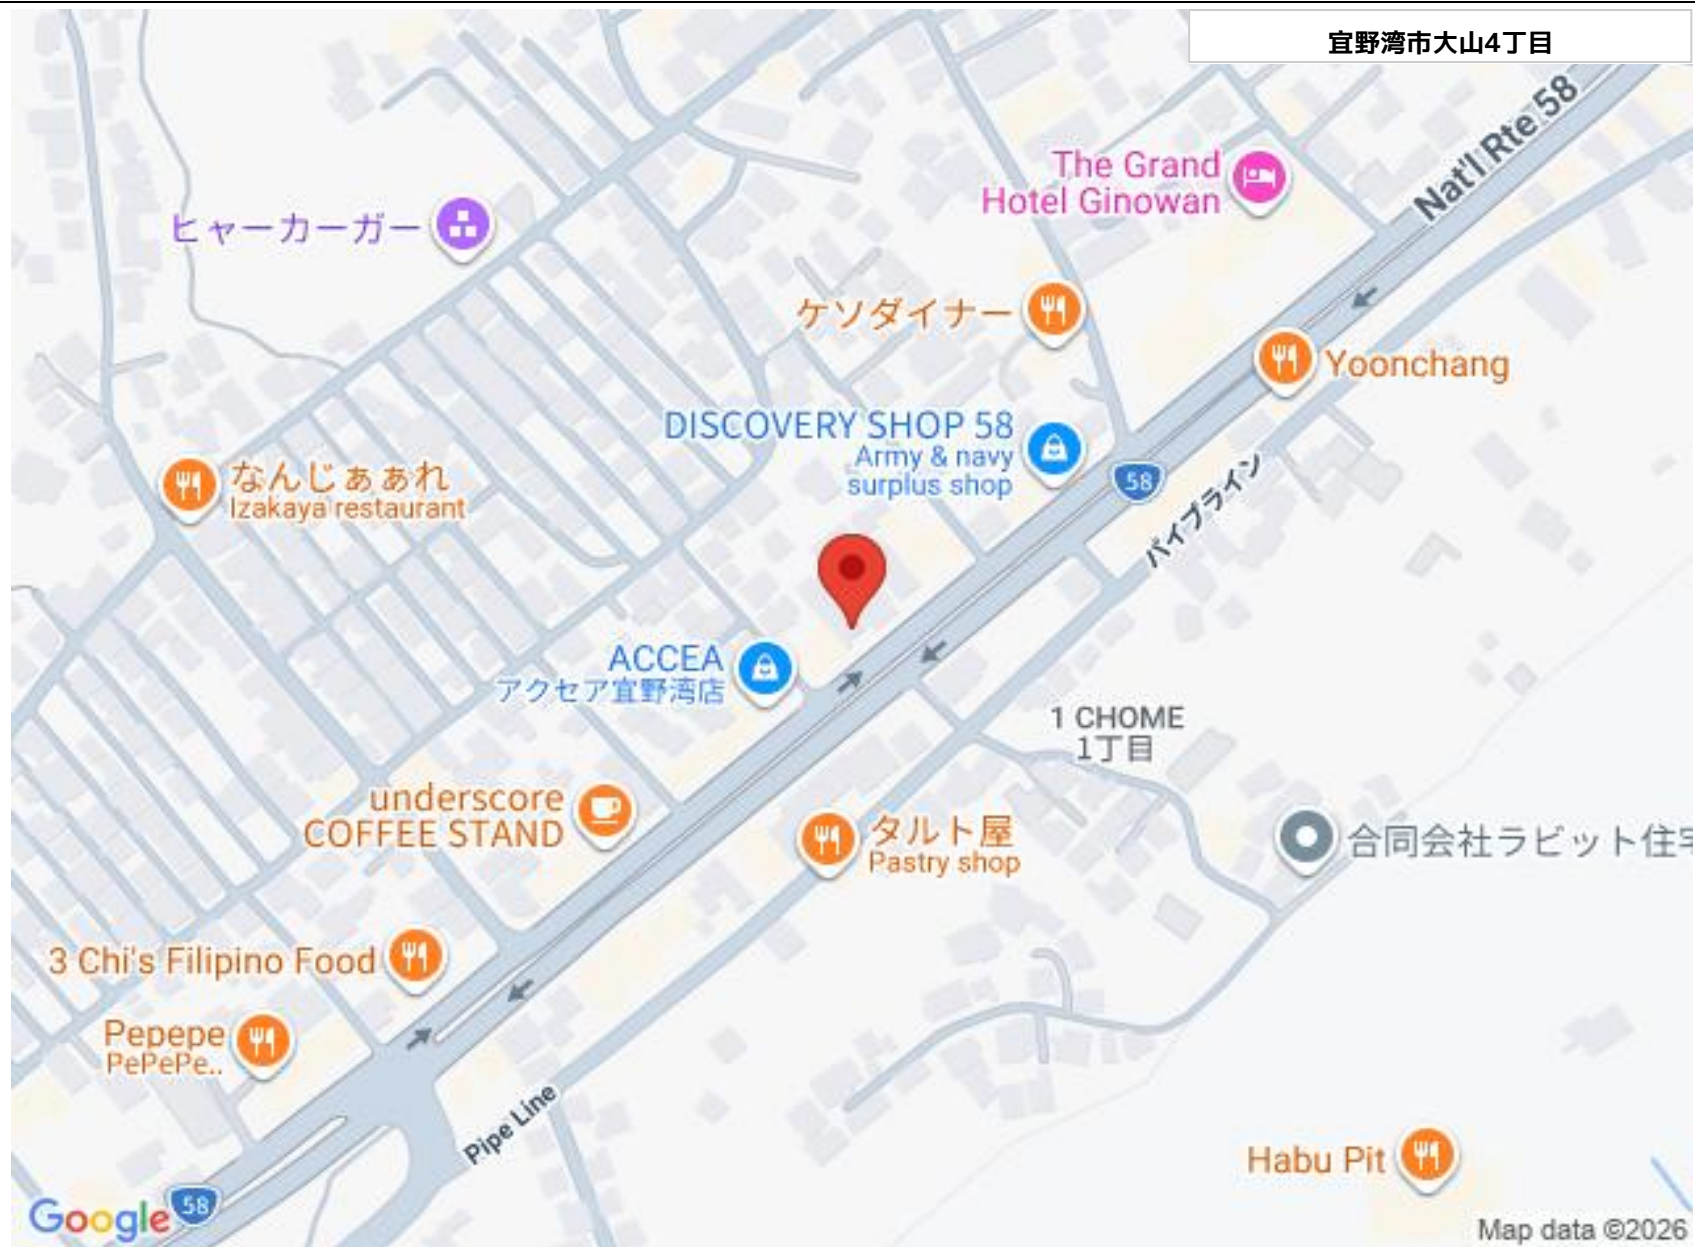 宜野湾市大山4丁目
Nat'l Rte 58
The Grand
Hotel Ginowan
ヒャーカーガー
ケソダイナー
Yoonchang
DISCOVERY SHOP 58
Army & navy
surplus shop
58
なんじぁぁれ
Izakaya restaurant
パイプライン
ACCEA
アクセア宜野湾店
1 CHOME
1丁目
underscore
COFFEE STAND
タルト屋
Pastry shop
合同会社ラビット住宅
3 Chi's Filipino Food
Pepepe
PePePe..
Pipe Line
Habu Pit
58
Google
Map data ©2026